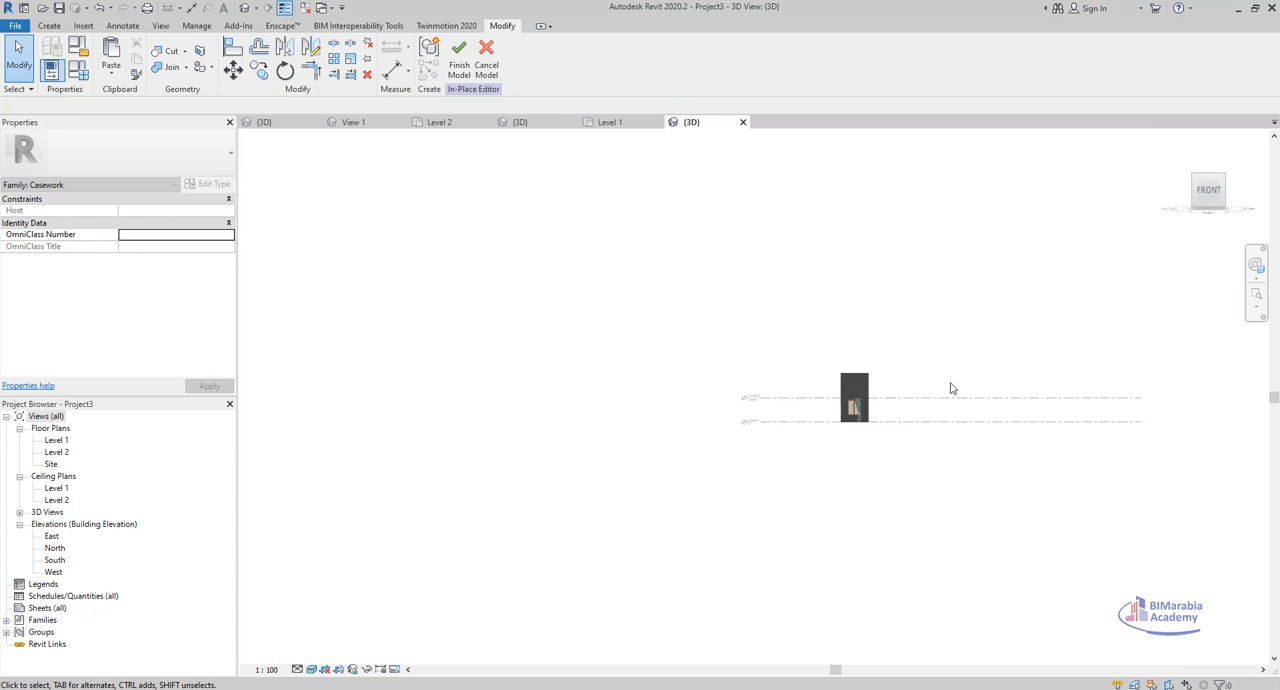 Autodesk Revit 2020.2 - Project3 - 3D View: {3D}
Sign In
File Create Insert Annotate View Manage Add-Ins Enscape™ BIM Interoperability Tools Twinmotion 2020 Modify
Modify
Paste
Cut
Join
Finish Model
Cancel Model
Select Properties Clipboard Geometry Modify Measure Create In-Place Editor
Properties
{3D} View 1 Level 2 {3D} Level 1 {3D}
Family: Casework
Edit Type
Constraints
Host
Identity Data
OmniClass Number
OmniClass Title
FRONT
Properties help
Apply
Project Browser - Project3
Views (all)
Floor Plans
Level 1
Level 2
Site
Ceiling Plans
Level 1
Level 2
3D Views
Elevations (Building Elevation)
East
North
South
West
Legends
Schedules/Quantities (all)
Sheets (all)
Families
Groups
Revit Links
BIMarabia
Academy
1 : 100
Click to select, TAB for alternates, CTRL adds, SHIFT unselects.
:0